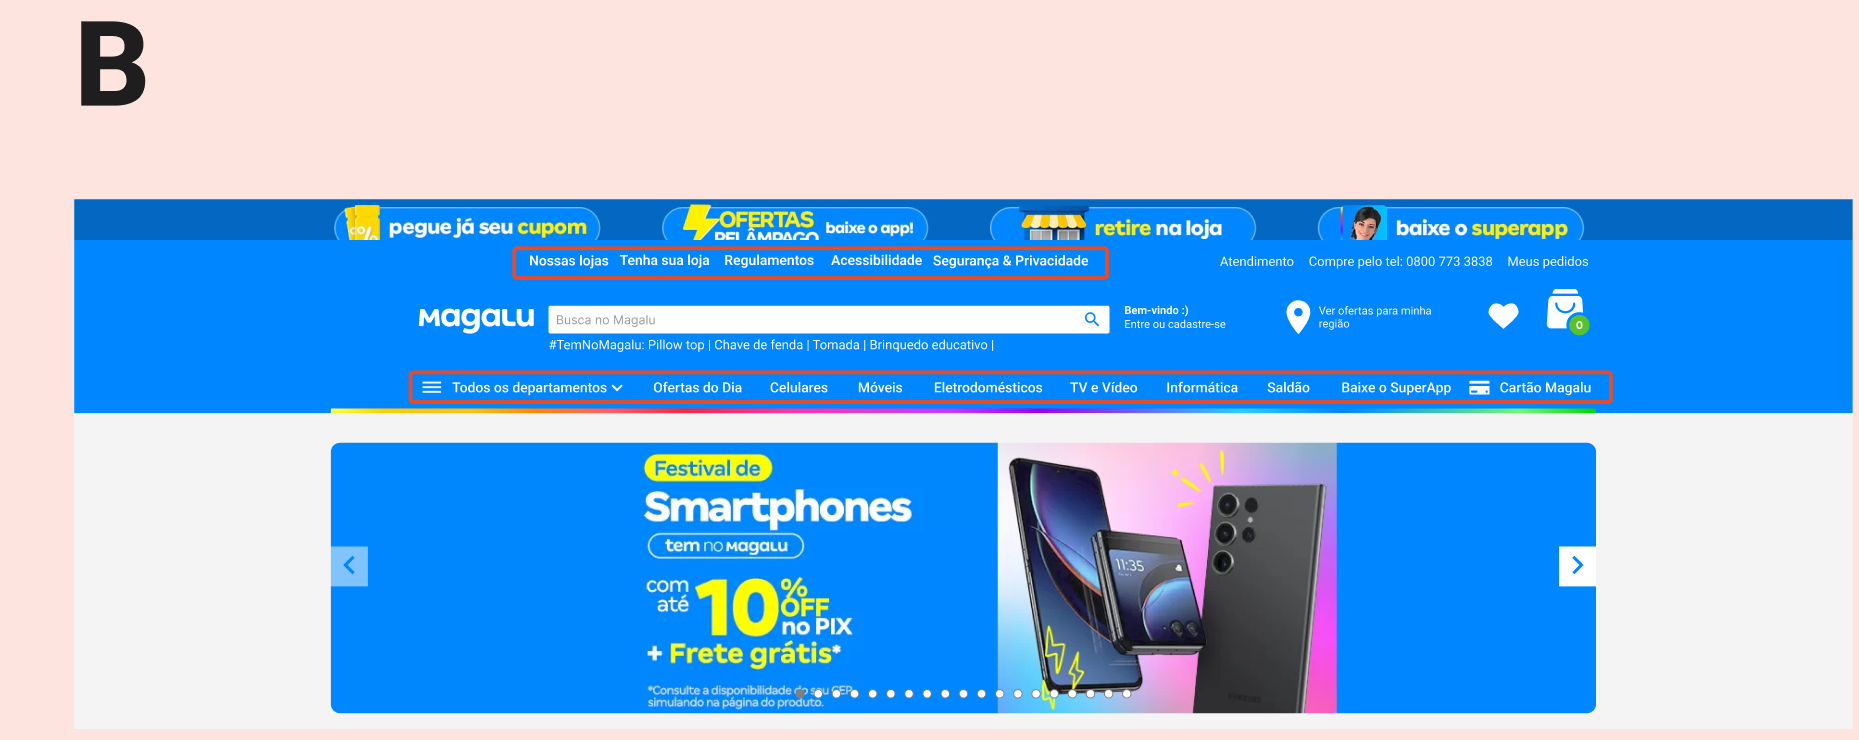 B
pegue já seu cupom
OFERTAS
RELÂMPAGO baixe o app!
retire na loja
baixe o superapp
Nossas lojas Tenha sua loja Regulamentos Acessibilidade Segurança & Privacidade
Atendimento Compre pelo tel: 0800 773 3838 Meus pedidos
Magalu
Busca no Magalu
Bem-vindo :)
Entre ou cadastre-se
Ver ofertas para minha
região
0
#TemNoMagalu: Pillow top | Chave de fenda | Tomada | Brinquedo educativo |
Todos os departamentos Ofertas do Dia Celulares Móveis Eletrodomésticos TV e Vídeo Informática Saldão Baixe o SuperApp Cartão Magalu
Festival de
Smartphones
tem no Magalu
com
até 10% OFF
no PIX
+ Frete grátis*
*Consulte a disponibilidade do seu CEP
simulando na página do produto.
11:35
SAMSUNG